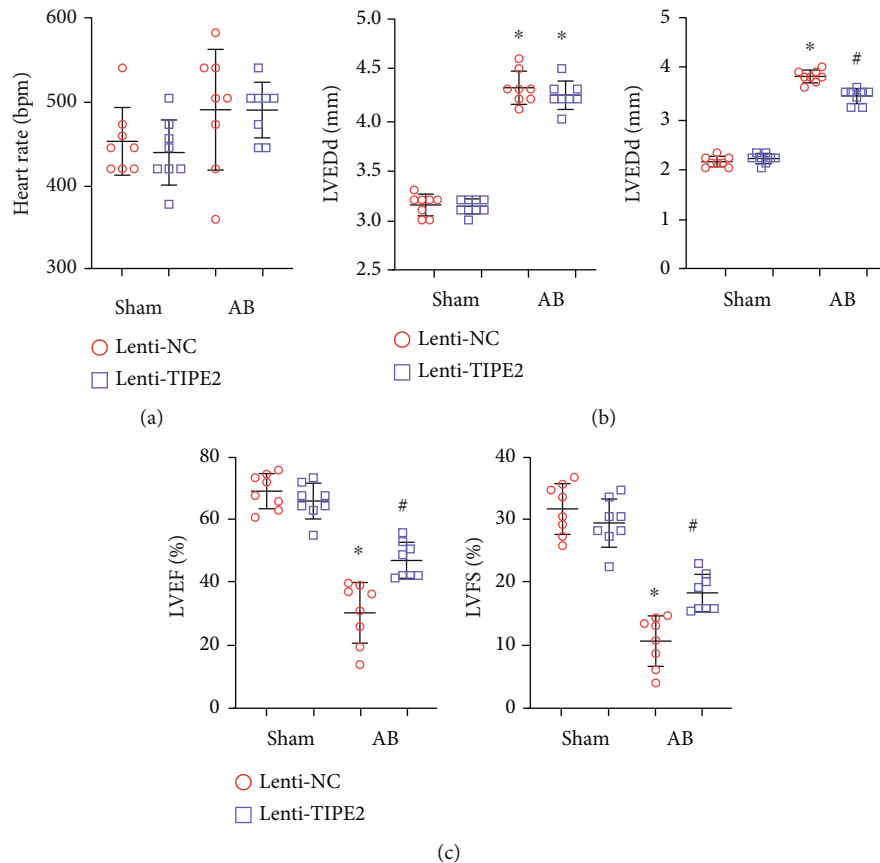 600
500
400
300
Heart rate (bpm)
Sham AB
Lenti-NC
Lenti-TIPE2
(a)
4.5
4.0
3.5
3.0
2.5
LVEDd (mm)
* *
Sham AB
Lenti-NC
Lenti-TIPE2
5
4
3
2
1
0
LVEDd (mm)
* #
Sham AB
(b)
80
60
40
20
0
LVEF (%)
* #
Sham AB
Lenti-NC
Lenti-TIPE2
40
30
20
10
0
LVFS (%)
* #
Sham AB
(c)